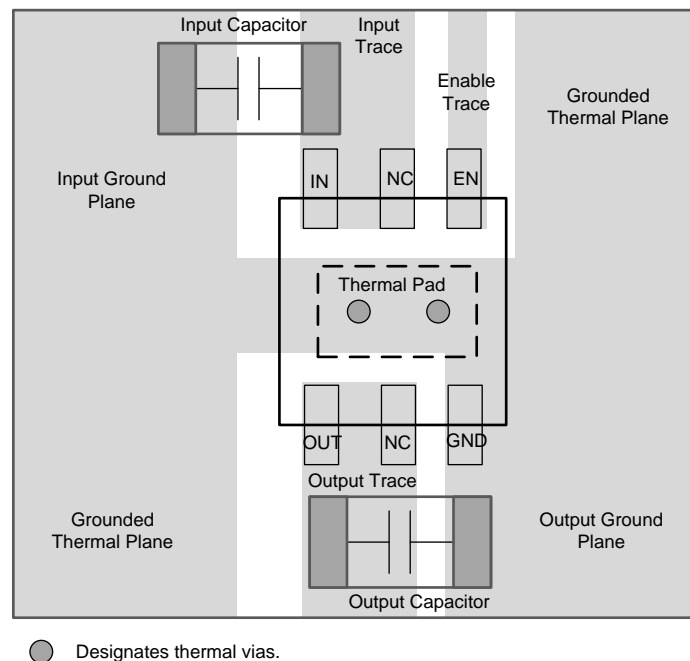 Input Capacitor
Input
Trace
Enable
Trace
Grounded
Thermal Plane
Input Ground
Plane
IN
NC
EN
Thermal Pad
OUT
NC
GND
Output Trace
Grounded
Thermal Plane
Output Ground
Plane
Output Capacitor
Designates thermal vias.